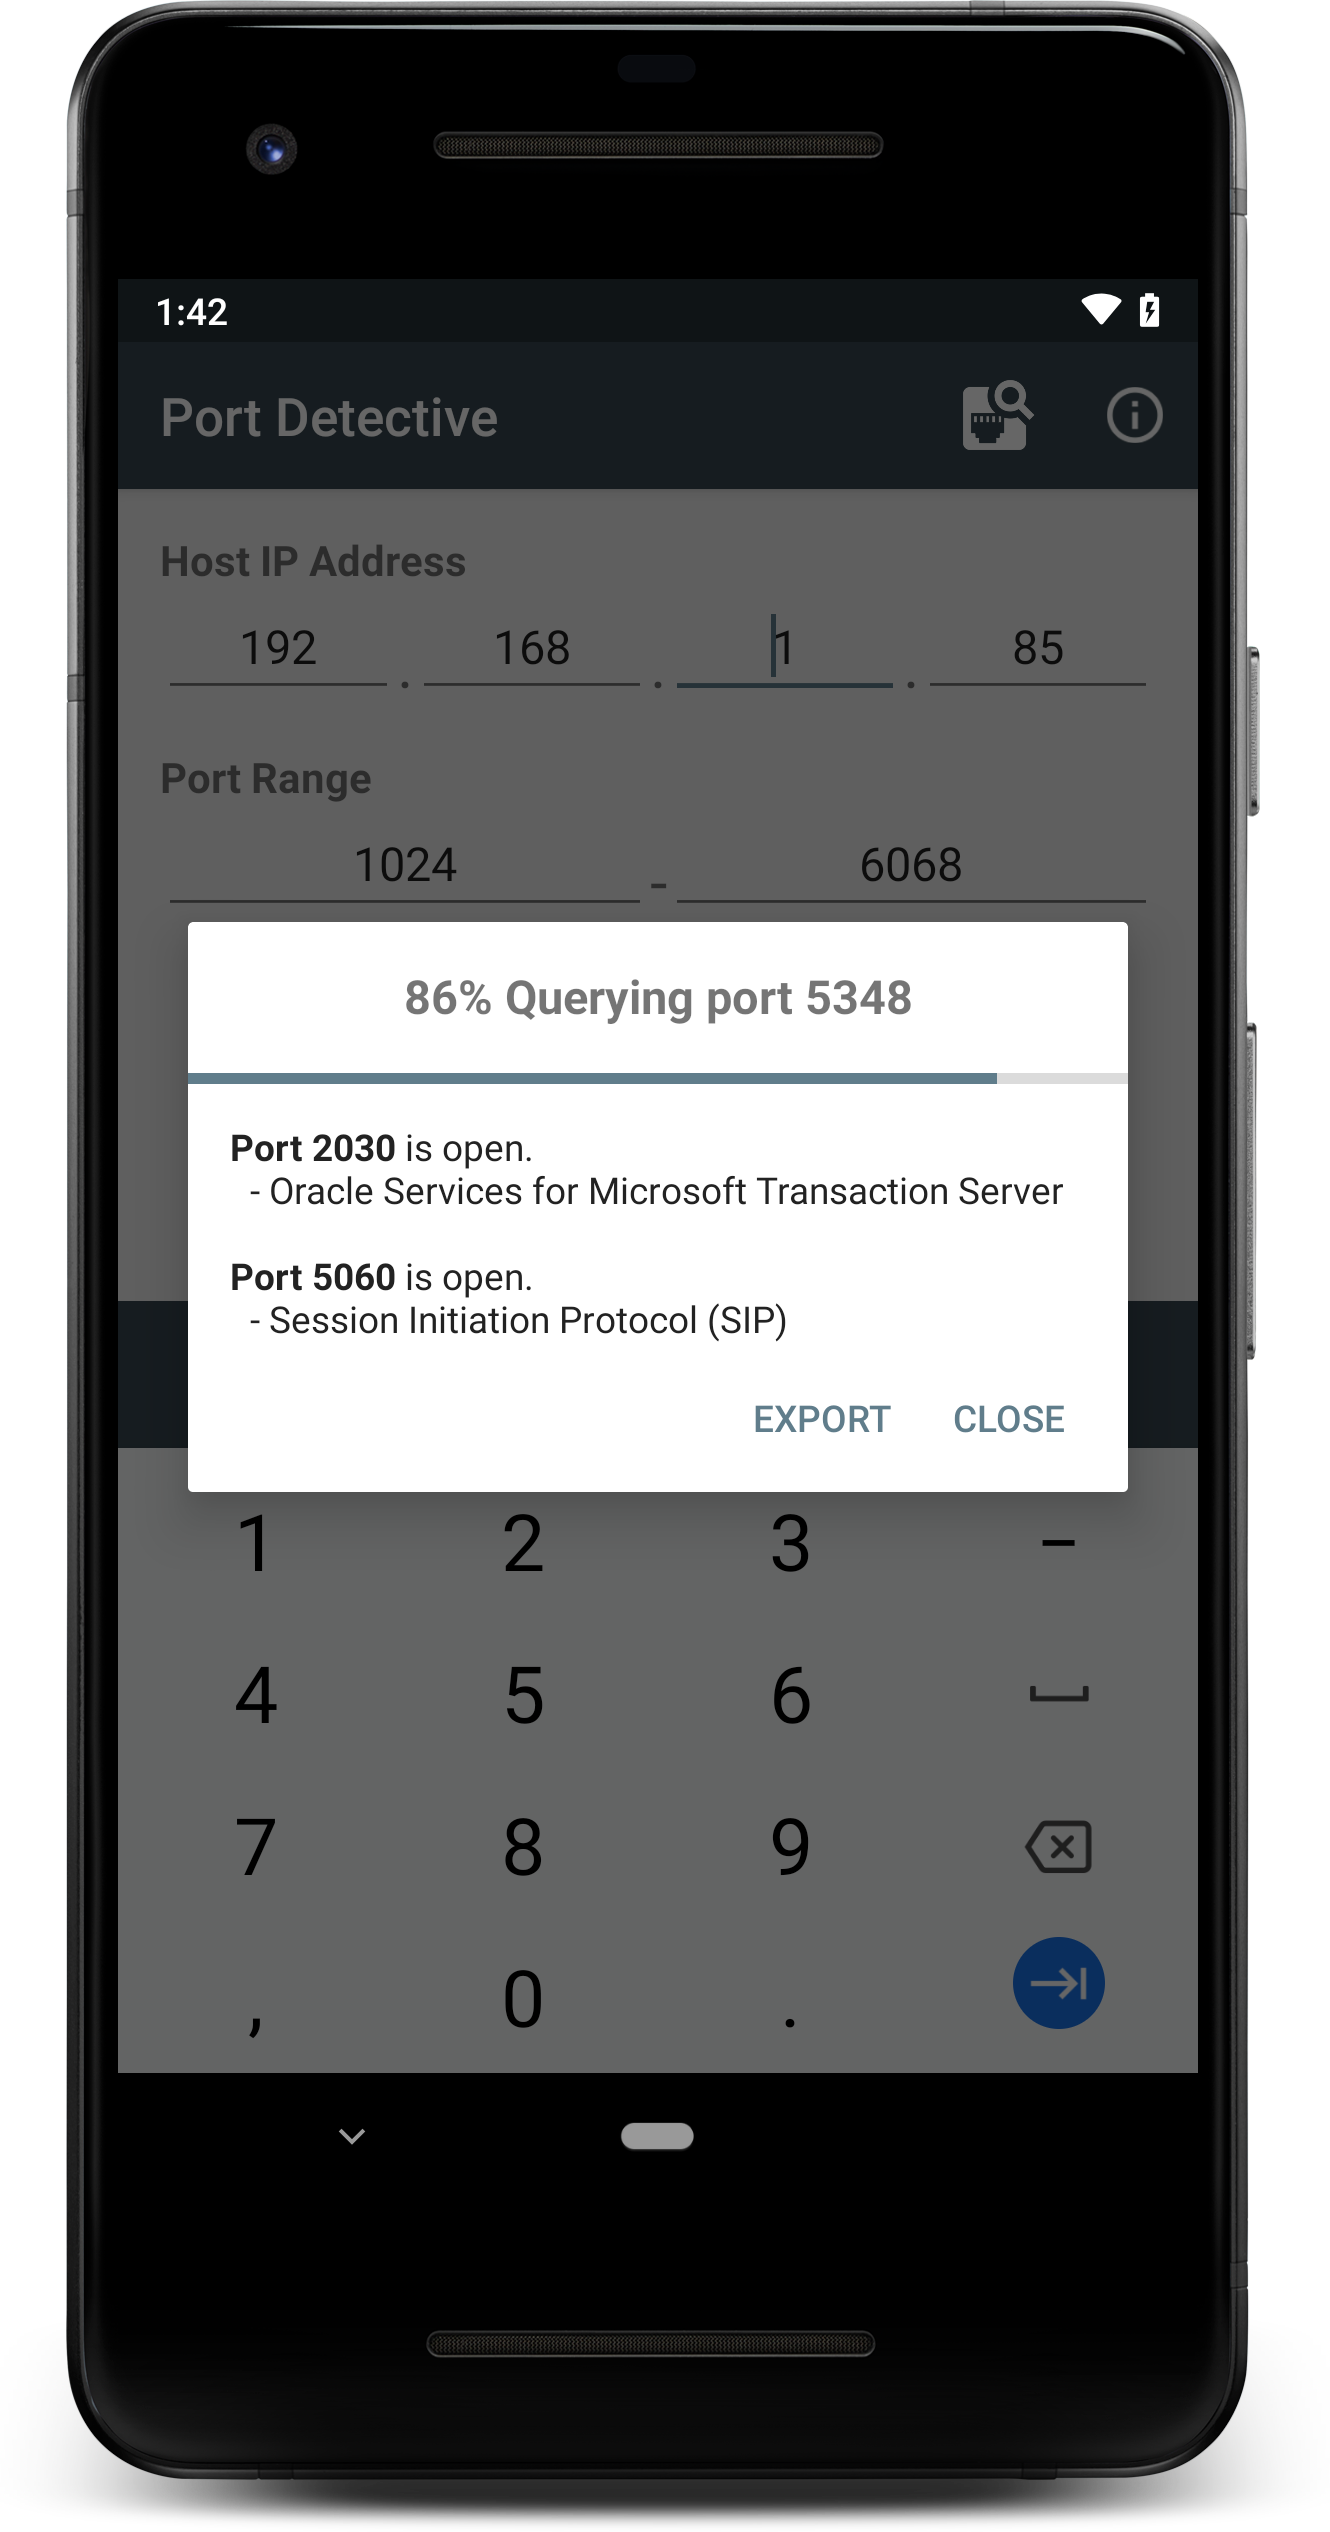 1:42
Port Detective
Host IP Address
192 . 168 . 1 . 85
Port Range
1024 - 6068
86% Querying port 5348
Port 2030 is open.
- Oracle Services for Microsoft Transaction Server
Port 5060 is open.
- Session Initiation Protocol (SIP)
EXPORT CLOSE
1 2 3 –
4 5 6
7 8 9
, 0 .